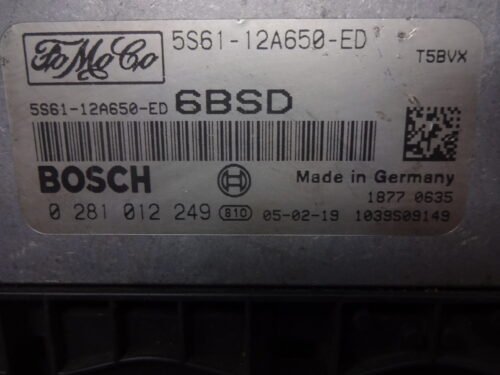 FoMoCo 5S61-12A650-ED
T5BVX
5S61-12A650-ED 6BSD
BOSCH Made in Germany
1877 0635
0 281 012 249 810 05-02-19 1039S09149